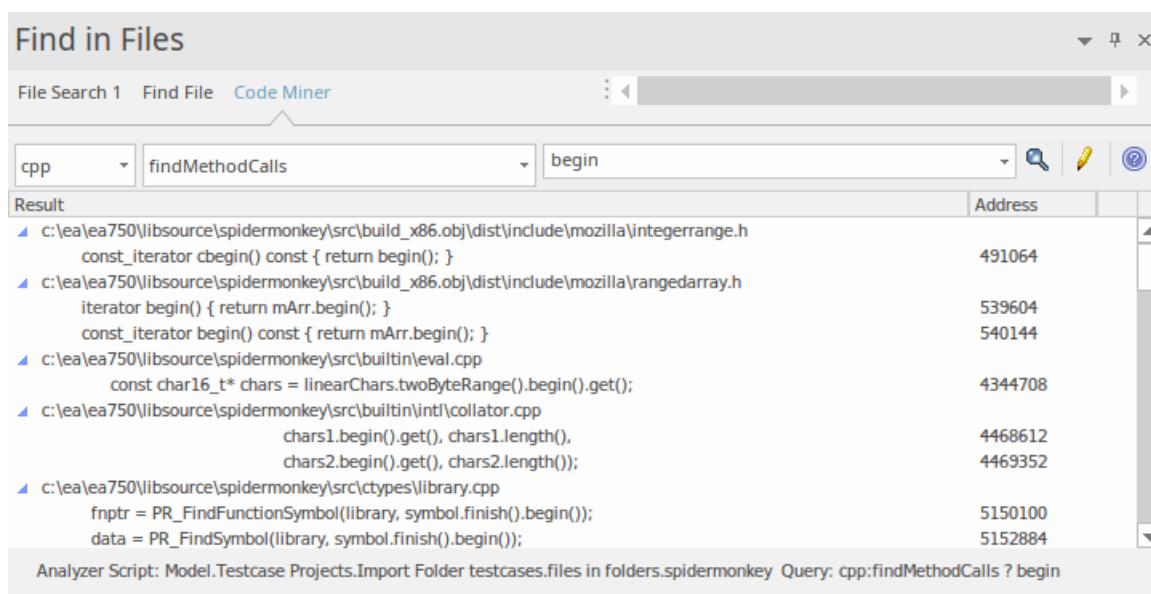 Find in Files
File Search 1 Find File Code Miner
cpp findMethodCalls begin
Result Address
c:\ea\ea750\libsource\spidermonkey\src\build_x86.obj\dist\include\mozilla\integerrange.h
const_iterator cbegin() const { return begin(); } 491064
c:\ea\ea750\libsource\spidermonkey\src\build_x86.obj\dist\include\mozilla\rangedarray.h
iterator begin() { return mArr.begin(); } 539604
const_iterator begin() const { return mArr.begin(); } 540144
c:\ea\ea750\libsource\spidermonkey\src\builtin\eval.cpp
const char16_t* chars = linearChars.twoByteRange().begin().get(); 4344708
c:\ea\ea750\libsource\spidermonkey\src\builtin\intl\collator.cpp
chars1.begin().get(), chars1.length(), 4468612
chars2.begin().get(), chars2.length()); 4469352
c:\ea\ea750\libsource\spidermonkey\src\ctypes\library.cpp
fnptr = PR_FindFunctionSymbol(library, symbol.finish().begin()); 5150100
data = PR_FindSymbol(library, symbol.finish().begin()); 5152884
Analyzer Script: Model.Testcase Projects.Import Folder testcases.files in folders.spidermonkey Query: cpp:findMethodCalls ? begin